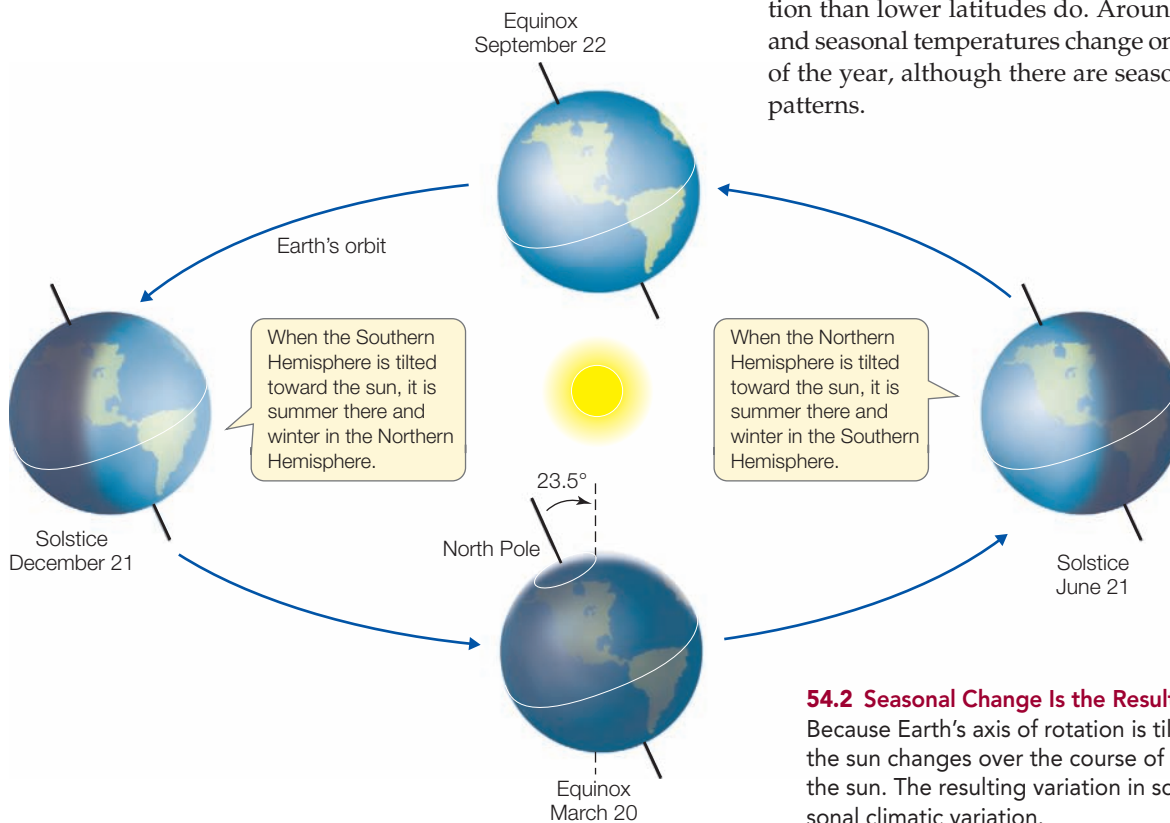 tion than lower latitudes do. Aroun
and seasonal temperatures change on
of the year, although there are seaso
patterns.
Equinox
September 22
Earth's orbit
When the Southern
Hemisphere is tilted
toward the sun, it is
summer there and
winter in the Northern
Hemisphere.
When the Northern
Hemisphere is tilted
toward the sun, it is
summer there and
winter in the Southern
Hemisphere.
23.5°
North Pole
Solstice
December 21
Solstice
June 21
Equinox
March 20
54.2 Seasonal Change Is the Result
Because Earth's axis of rotation is til
the sun changes over the course of
the sun. The resulting variation in so
sonal climatic variation.